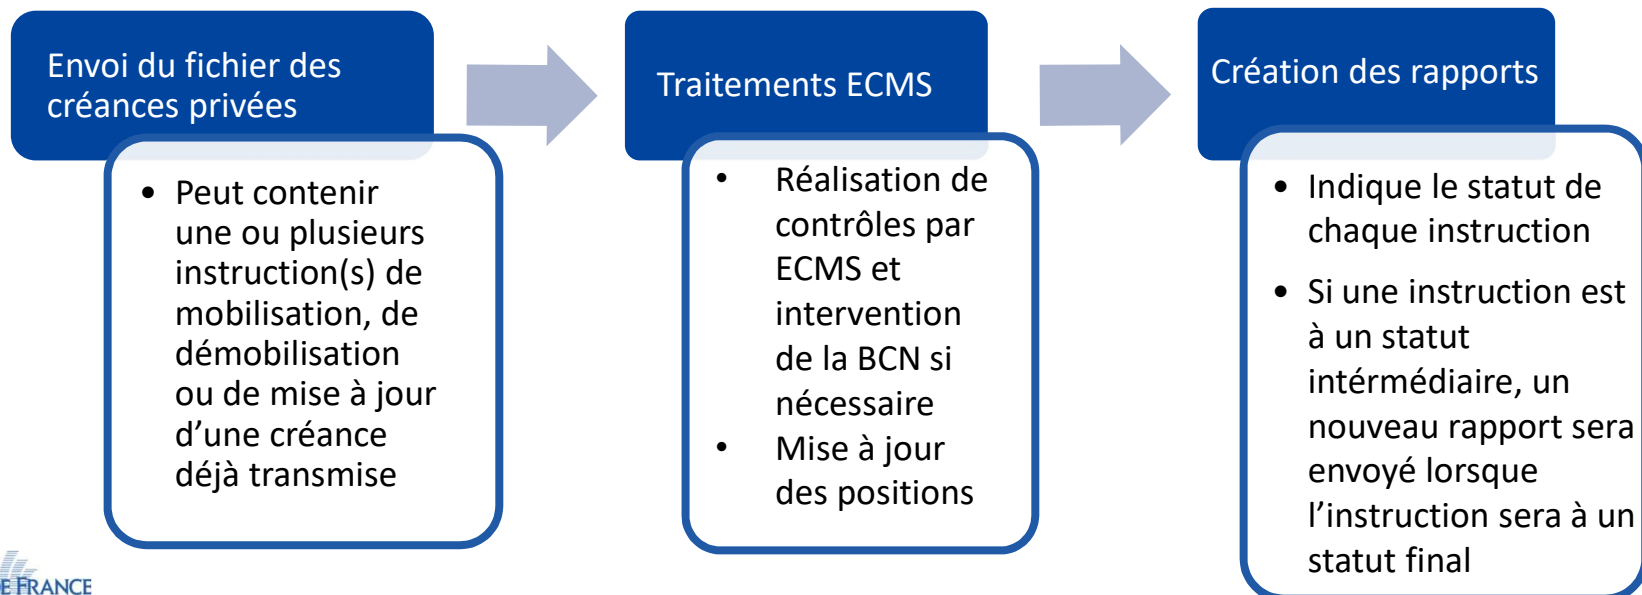 Envoi du fichier des
créances privées
• Peut contenir
une ou plusieurs
instruction(s) de
mobilisation, de
démobilisation
ou de mise à jour
d’une créance
déjà transmise
Traitements ECMS
• Réalisation de
contrôles par
ECMS et
intervention
de la BCN si
nécessaire
• Mise à jour
des positions
Création des rapports
• Indique le statut de
chaque instruction
• Si une instruction est
à un statut
intérmédiaire, un
nouveau rapport sera
envoyé lorsque
l’instruction sera à un
statut final
E FRANCE